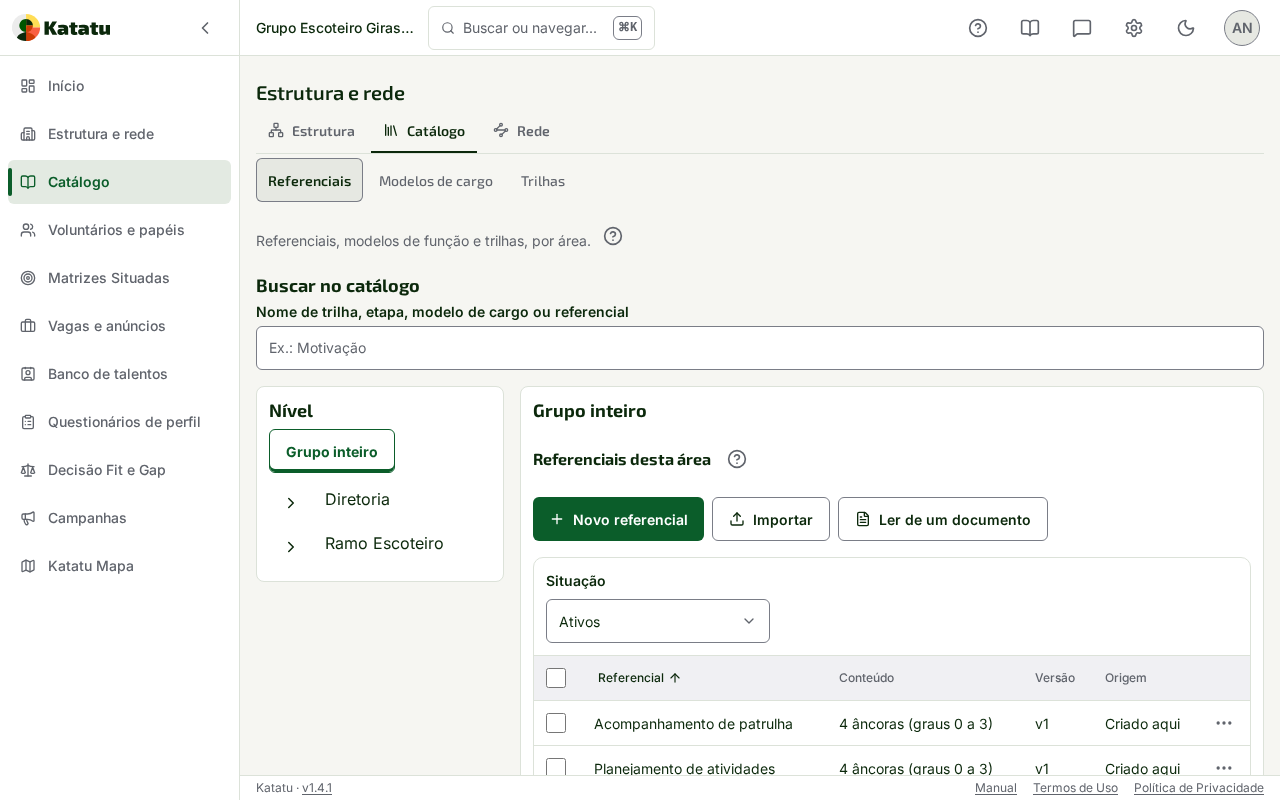 Katatu
Grupo Escoteiro Giras...
Buscar ou navegar...
⌘K
AN
Início
Estrutura e rede
Catálogo
Voluntários e papéis
Matrizes Situadas
Vagas e anúncios
Banco de talentos
Questionários de perfil
Decisão Fit e Gap
Campanhas
Katatu Mapa
Estrutura e rede
Estrutura
Catálogo
Rede
Referenciais
Modelos de cargo
Trilhas
Referenciais, modelos de função e trilhas, por área.
Buscar no catálogo
Nome de trilha, etapa, modelo de cargo ou referencial
Ex.: Motivação
Nível
Grupo inteiro
Diretoria
Ramo Escoteiro
Grupo inteiro
Referenciais desta área
Novo referencial
Importar
Ler de um documento
Situação
Ativos
Referencial
Conteúdo
Versão
Origem
Acompanhamento de patrulha
4 âncoras (graus 0 a 3)
v1
Criado aqui
Planejamento de atividades
4 âncoras (graus 0 a 3)
v1
Criado aqui
Katatu · v1.4.1
Manual
Termos de Uso
Política de Privacidade